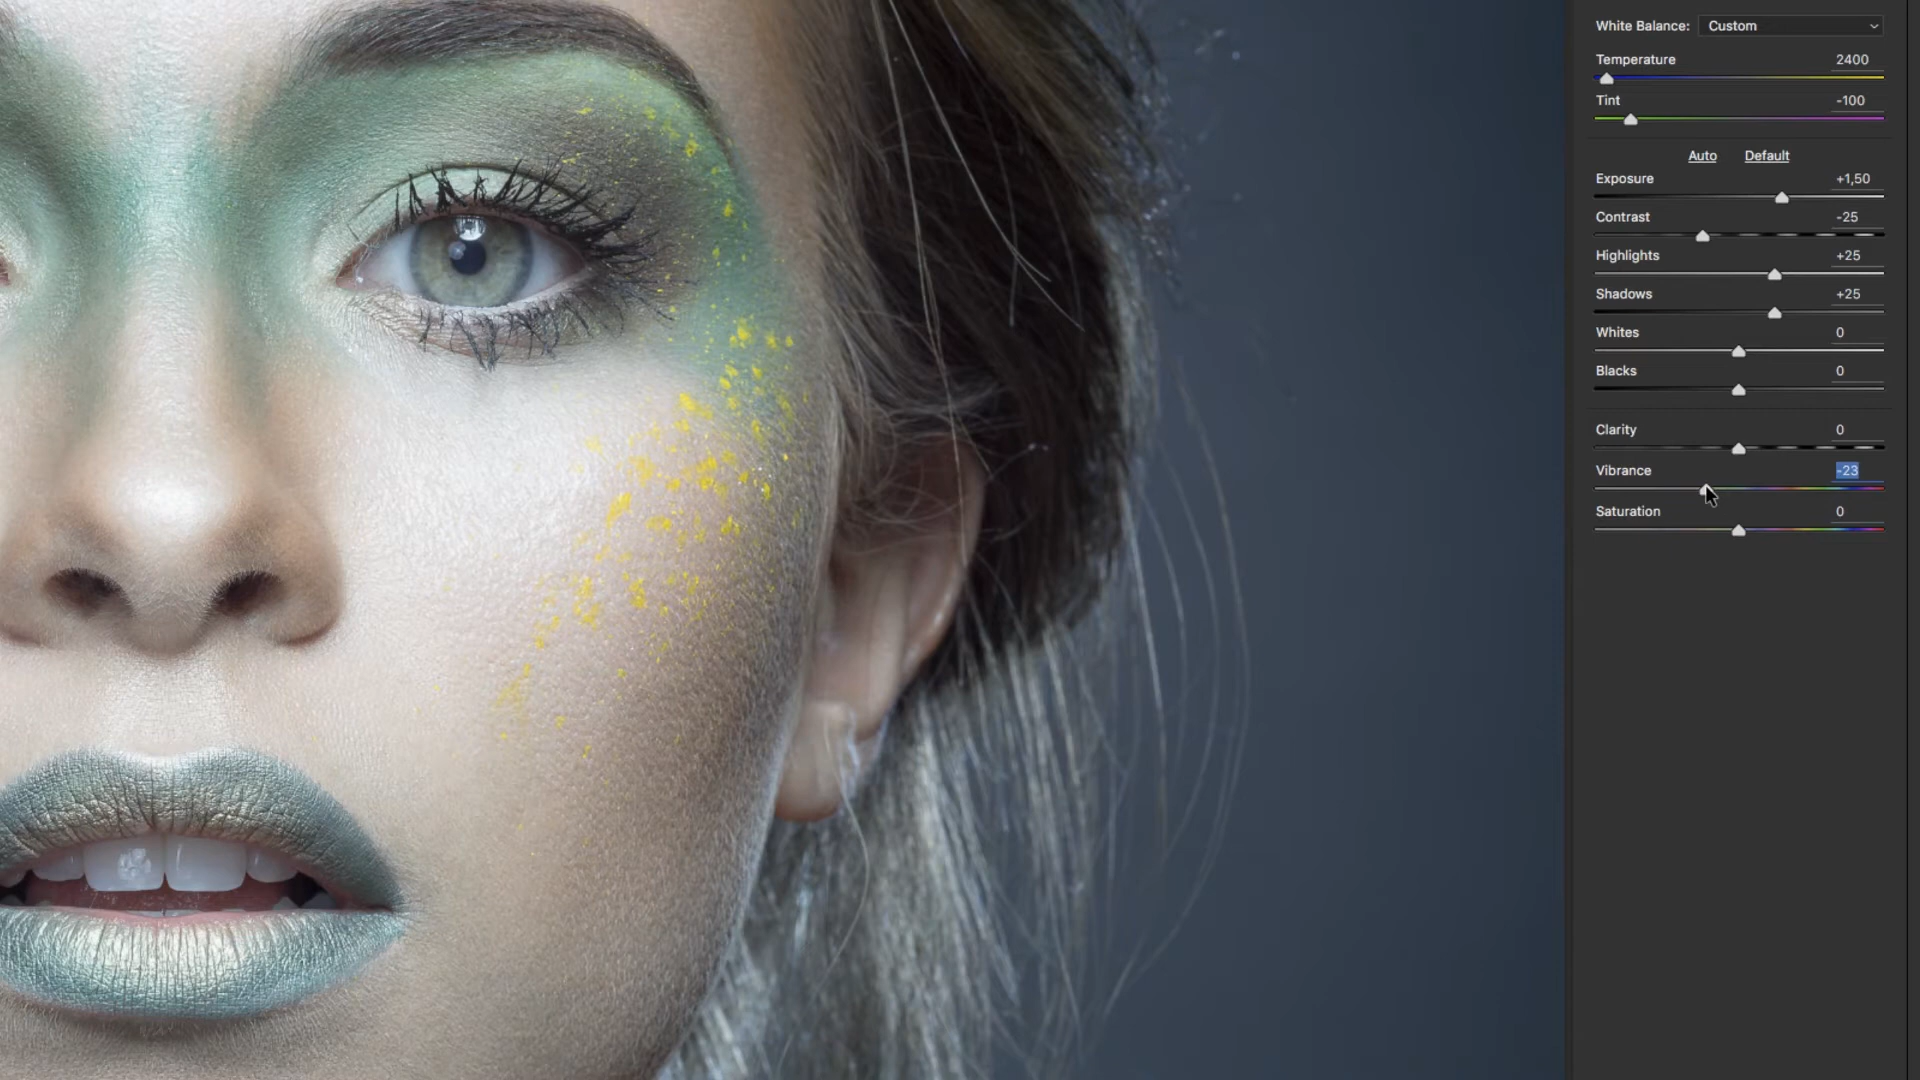 White Balance: Custom
Temperature 2400
Tint -100
Auto Default
Exposure +1,50
Contrast -25
Highlights +25
Shadows +25
Whites 0
Blacks 0
Clarity 0
Vibrance -23
Saturation 0